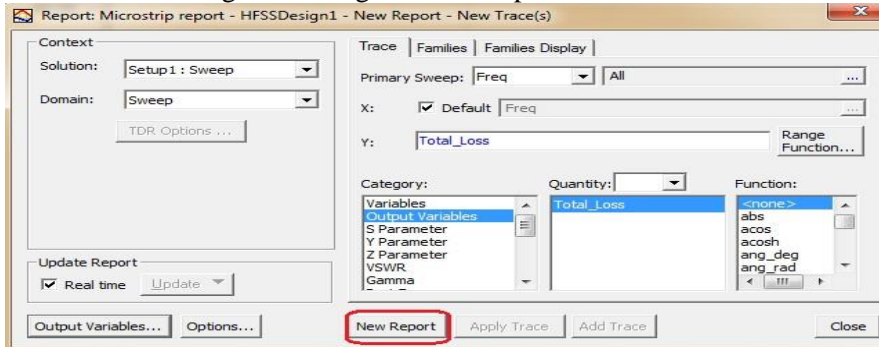 Report: Microstrip report - HFSSDesign1 - New Report - New Trace(s)
Context
Solution: Setup1 : Sweep
Domain: Sweep
TDR Options ...
Update Report
Real time Update
Output Variables... Options...
Trace Families Families Display
Primary Sweep: Freq All ...
X: Default Freq ...
Y: Total_Loss Range Function...
Category: Quantity: Function:
Variables Total_Loss <none>
Output Variables abs
S Parameter acos
Y Parameter acosh
Z Parameter ang_deg
VSWR ang_rad
Gamma
New Report Apply Trace Add Trace Close